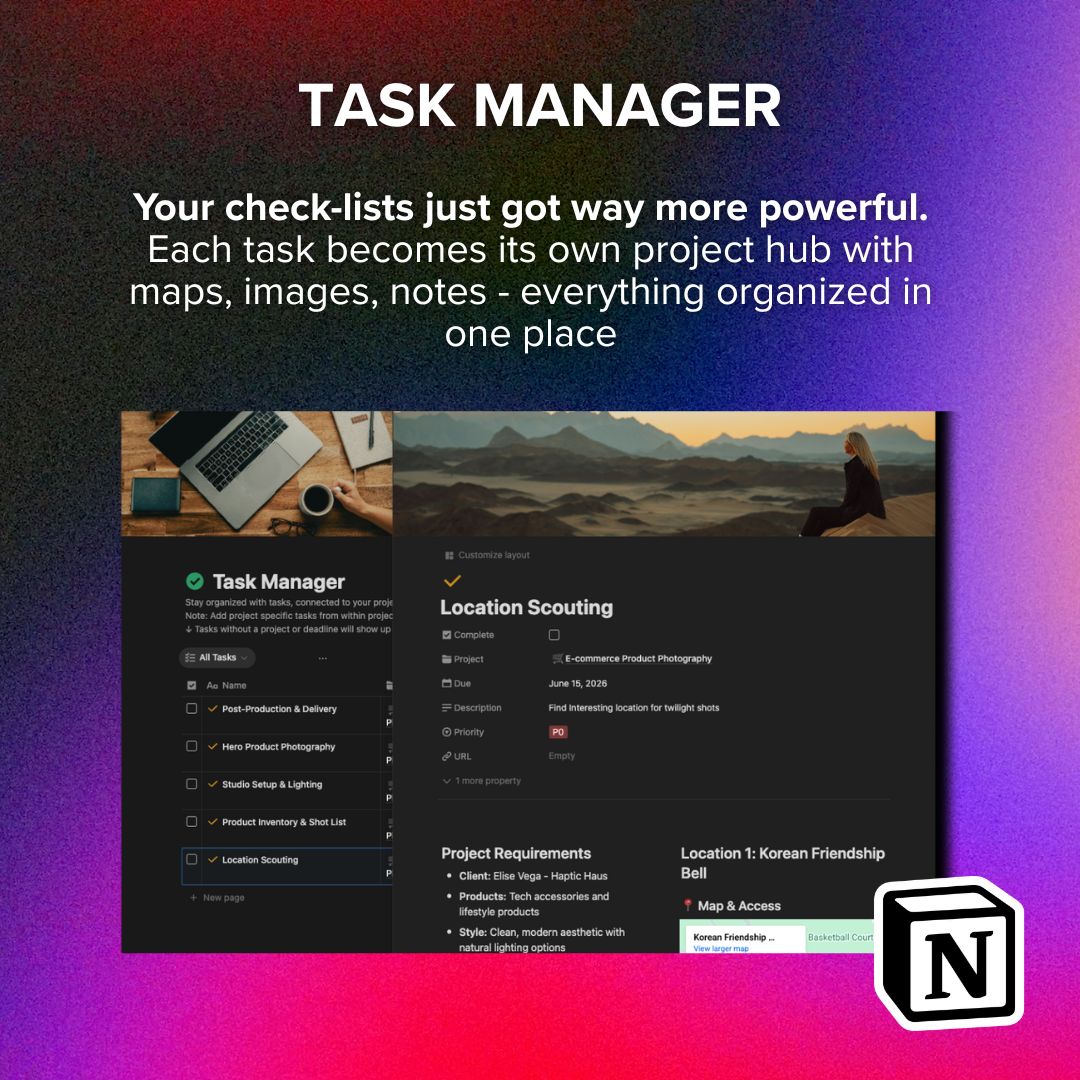 TASK MANAGER
Your check-lists just got way more powerful.
Each task becomes its own project hub with
maps, images, notes - everything organized in
one place
Task Manager
Stay organized with tasks, connected to your proje
Note: Add project specific tasks from within projec
↓ Tasks without a project or deadline will show up
All Tasks
...
Aa Name
Post-Production & Delivery
Hero Product Photography
Studio Setup & Lighting
Product Inventory & Shot List
Location Scouting
+ New page
Customize layout
Location Scouting
Complete
Project E-commerce Product Photography
Due June 15, 2026
Description Find Interesting location for twilight shots
Priority P0
URL Empty
1 more property
Project Requirements
• Client: Elise Vega - Haptic Haus
• Products: Tech accessories and
lifestyle products
• Style: Clean, modern aesthetic with
natural lighting options
Location 1: Korean Friendship
Bell
Map & Access
Korean Friendship ...
View larger map
Basketball Court
N